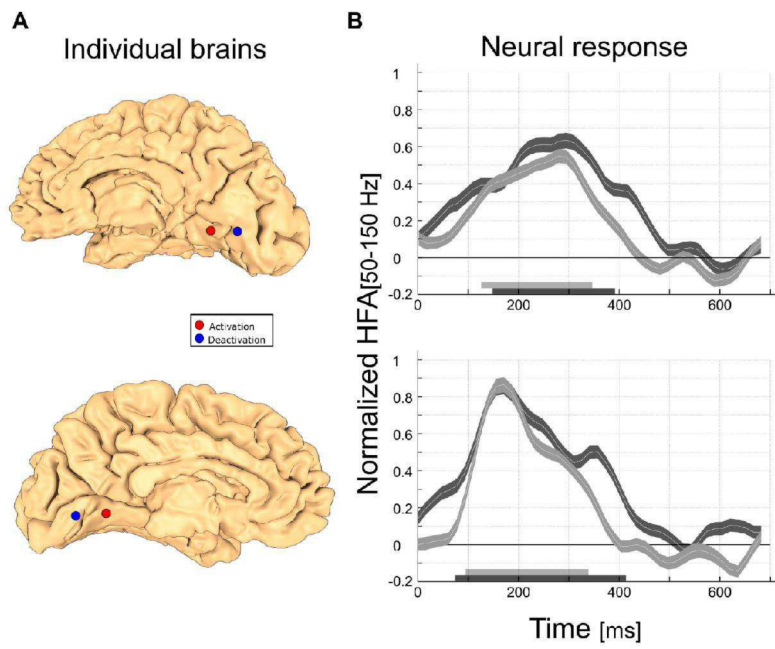 A
B
Individual brains
Neural response
Activation
Deactivation
Normalized HFA[50-150 Hz]
1
0.8
0.6
0.4
0.2
0
-0.2
0
200
400
600
1
0.8
0.6
0.4
0.2
0
-0.2
200
400
600
Time [ms]